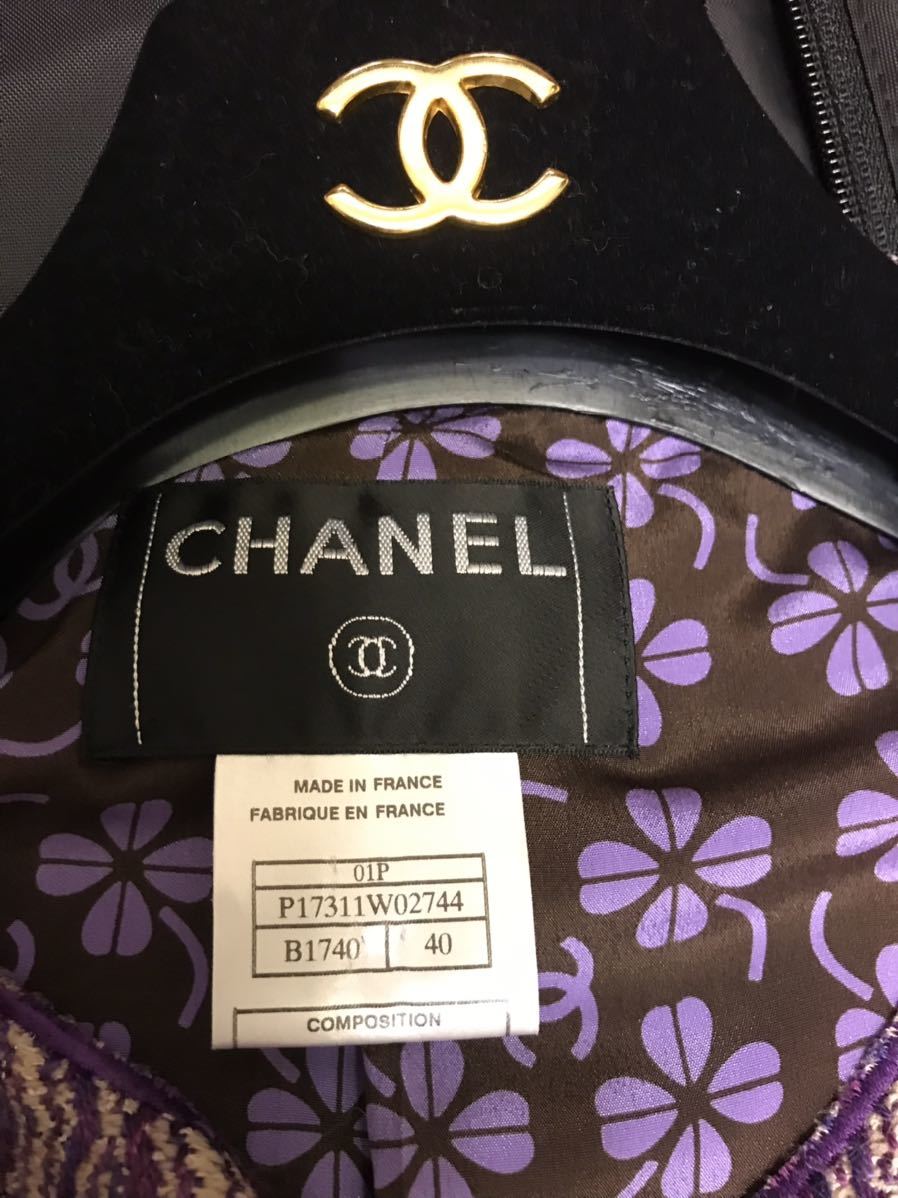 CHANEL
MADE IN FRANCE
FABRIQUE EN FRANCE
01P
P17311W02744
B1740 40
COMPOSITION